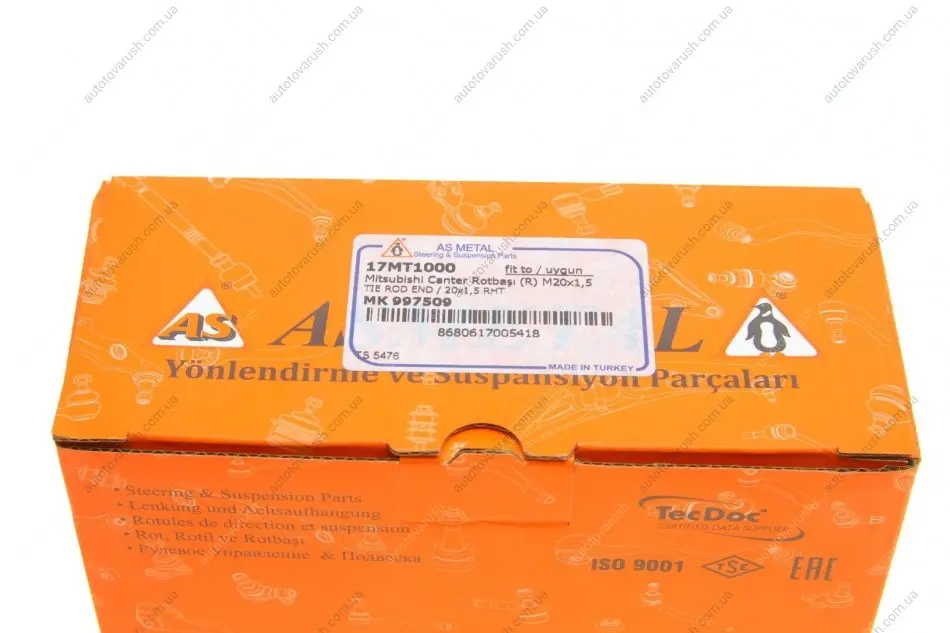 autotovarush.com.ua
AS METAL
Steering & Suspension Parts
17MT1000 fit to / uygun
Mitsubishi Canter Rotbaşı (R) M20x1,5
TIE ROD END / 20x1,5 RHT
MK 997509
8680617005418
TS 5476
MADE IN TURKEY
AS
Yönlendirme ve Suspansiyon Parçaları
• Steering & Suspension Parts
• Lenkung und Achsaufhangung
• Rotules de direction et suspension
• Rot, Rotil ve Rotbaşı
• Рулевое Управление & Подвеска
TecDoc
CERTIFIED DATA SUPPLIER
ISO 9001 TSE EAC